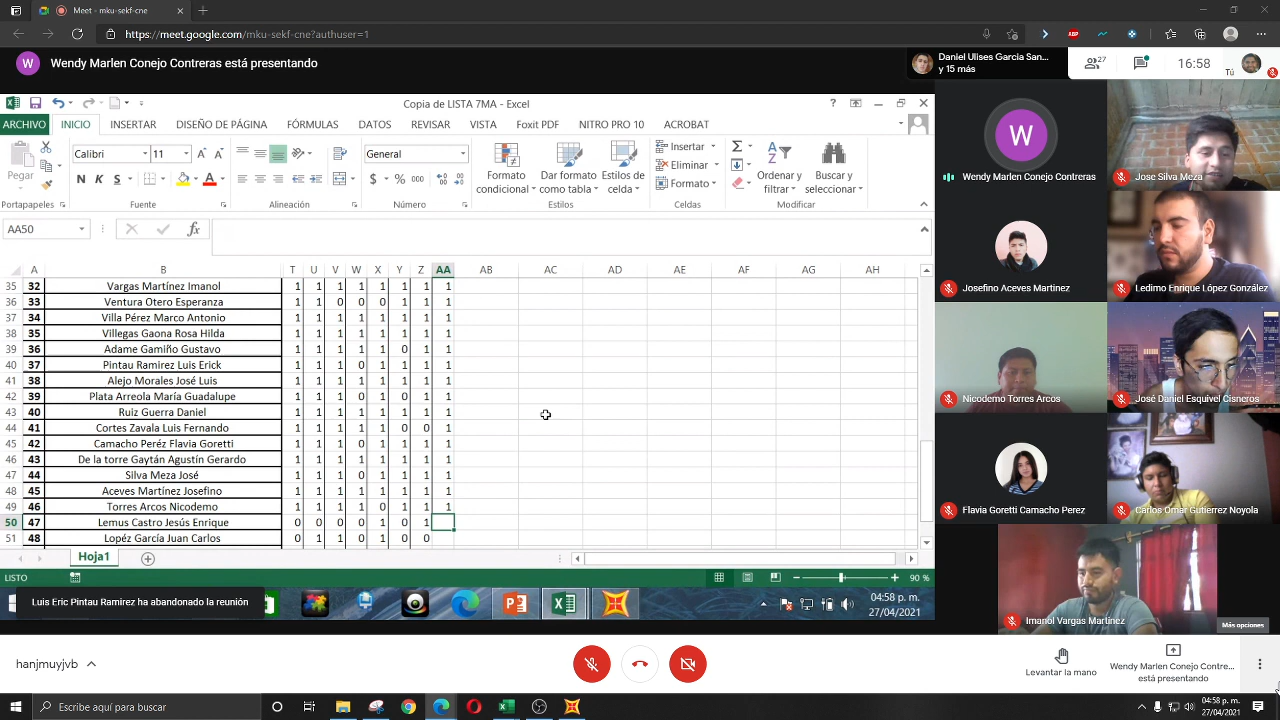 Meet - mku-sekf-cne
https://meet.google.com/mku-sekf-cne?authuser=1
ABP
W
Wendy Marlen Conejo Contreras está presentando
Daniel Ulises Garcia San...
y 15 más
27
16:58
Tú
Copia de LISTA 7MA - Excel
ARCHIVO INICIO INSERTAR DISEÑO DE PÁGINA FÓRMULAS DATOS REVISAR VISTA Foxit PDF NITRO PRO 10 ACROBAT
Pegar
Calibri 11
General
N K S
$ % 000
Formato condicional
Dar formato como tabla
Estilos de celda
Insertar
Eliminar
Formato
Ordenar y filtrar
Buscar y seleccionar
Portapapeles Fuente Alineación Número Estilos Celdas Modificar
AA50
fx
A B T U V W X Y Z AA AB AC AD AE AF AG AH
35 32 Vargas Martínez Imanol 1 1 1 1 1 1 1 1
36 33 Ventura Otero Esperanza 1 1 0 0 0 1 1 1
37 34 Villa Pérez Marco Antonio 1 1 1 1 1 1 1 1
38 35 Villegas Gaona Rosa Hilda 1 1 1 1 1 1 1 1
39 36 Adame Gamiño Gustavo 1 1 1 1 1 0 1 1
40 37 Pintau Ramirez Luis Erick 1 1 1 0 1 1 1 1
41 38 Alejo Morales José Luis 1 1 1 1 1 1 1 1
42 39 Plata Arreola María Guadalupe 1 1 1 0 1 1 1 1
43 40 Ruiz Guerra Daniel 1 1 1 1 1 1 1 1
44 41 Cortes Zavala Luis Fernando 1 1 1 1 1 0 0 1
45 42 Camacho Peréz Flavia Goretti 1 1 1 0 1 1 1 1
46 43 De la torre Gaytán Agustín Gerardo 1 1 1 1 1 1 1 1
47 44 Silva Meza José 1 1 1 0 1 1 1 1
48 45 Aceves Martínez Josefino 1 1 1 1 1 1 1 1
49 46 Torres Arcos Nicodemo 1 1 1 1 0 1 1 1
50 47 Lemus Castro Jesús Enrique 0 0 0 0 1 0 1
51 48 Lopéz García Juan Carlos 0 1 1 0 1 0 0
Hoja1
LISTO
90 %
Luis Eric Pintau Ramirez ha abandonado la reunión
04:58 p. m.
27/04/2021
W
Wendy Marlen Conejo Contreras
Jose Silva Meza
Josefino Aceves Martinez
Ledimo Enrique López González
Nicodemo Torres Arcos
José Daniel Esquivel Cisneros
Flavia Goretti Camacho Perez
Carlos Omar Gutierrez Noyola
Imanol Vargas Martinez
Más opciones
hanjmuyjvb
Levantar la mano
Wendy Marlen Conejo Contre...
está presentando
Escribe aquí para buscar
04:58 p. m.
27/04/2021